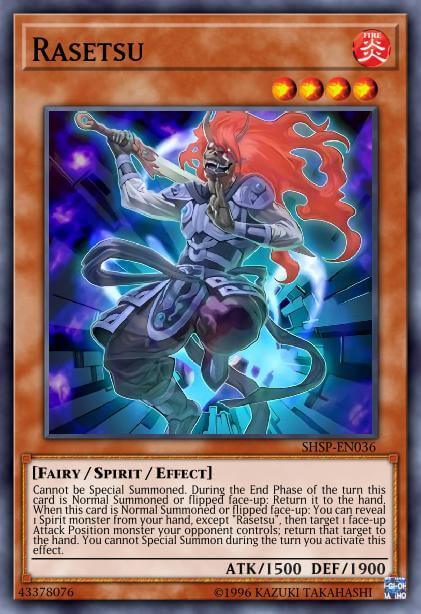 Rasetsu
FIRE
炎
SHSP-EN036
[Fairy / Spirit / Effect]
Cannot be Special Summoned. During the End Phase of the turn this
card is Normal Summoned or flipped face-up: Return it to the hand.
When this card is Normal Summoned or flipped face-up: You can reveal
1 Spirit monster from your hand, except "Rasetsu", then target 1 face-up
Attack Position monster your opponent controls; return that target to
the hand. You cannot Special Summon during the turn you activate this
effect.
ATK/1500 DEF/1900
43378076
©1996 KAZUKI TAKAHASHI